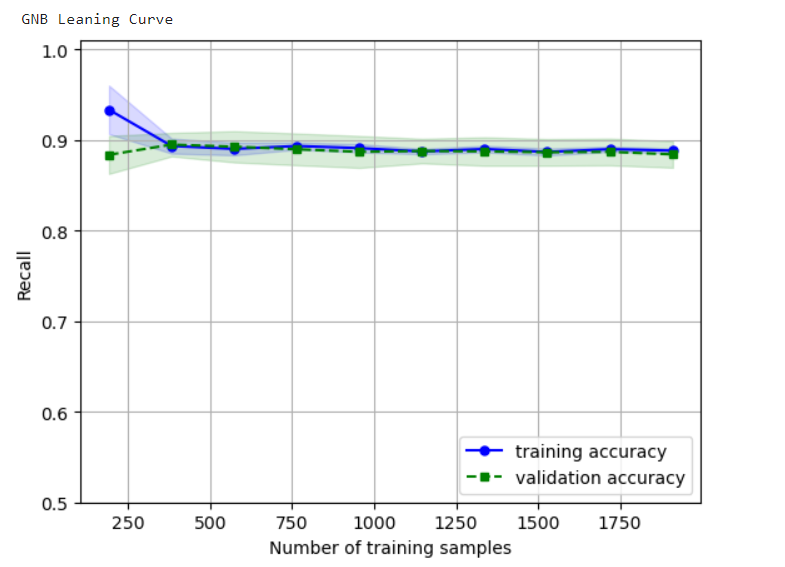 GNB Leaning Curve
1.0
0.9
0.8
0.7
0.6
0.5
Recall
training accuracy
validation accuracy
250 500 750 1000 1250 1500 1750
Number of training samples